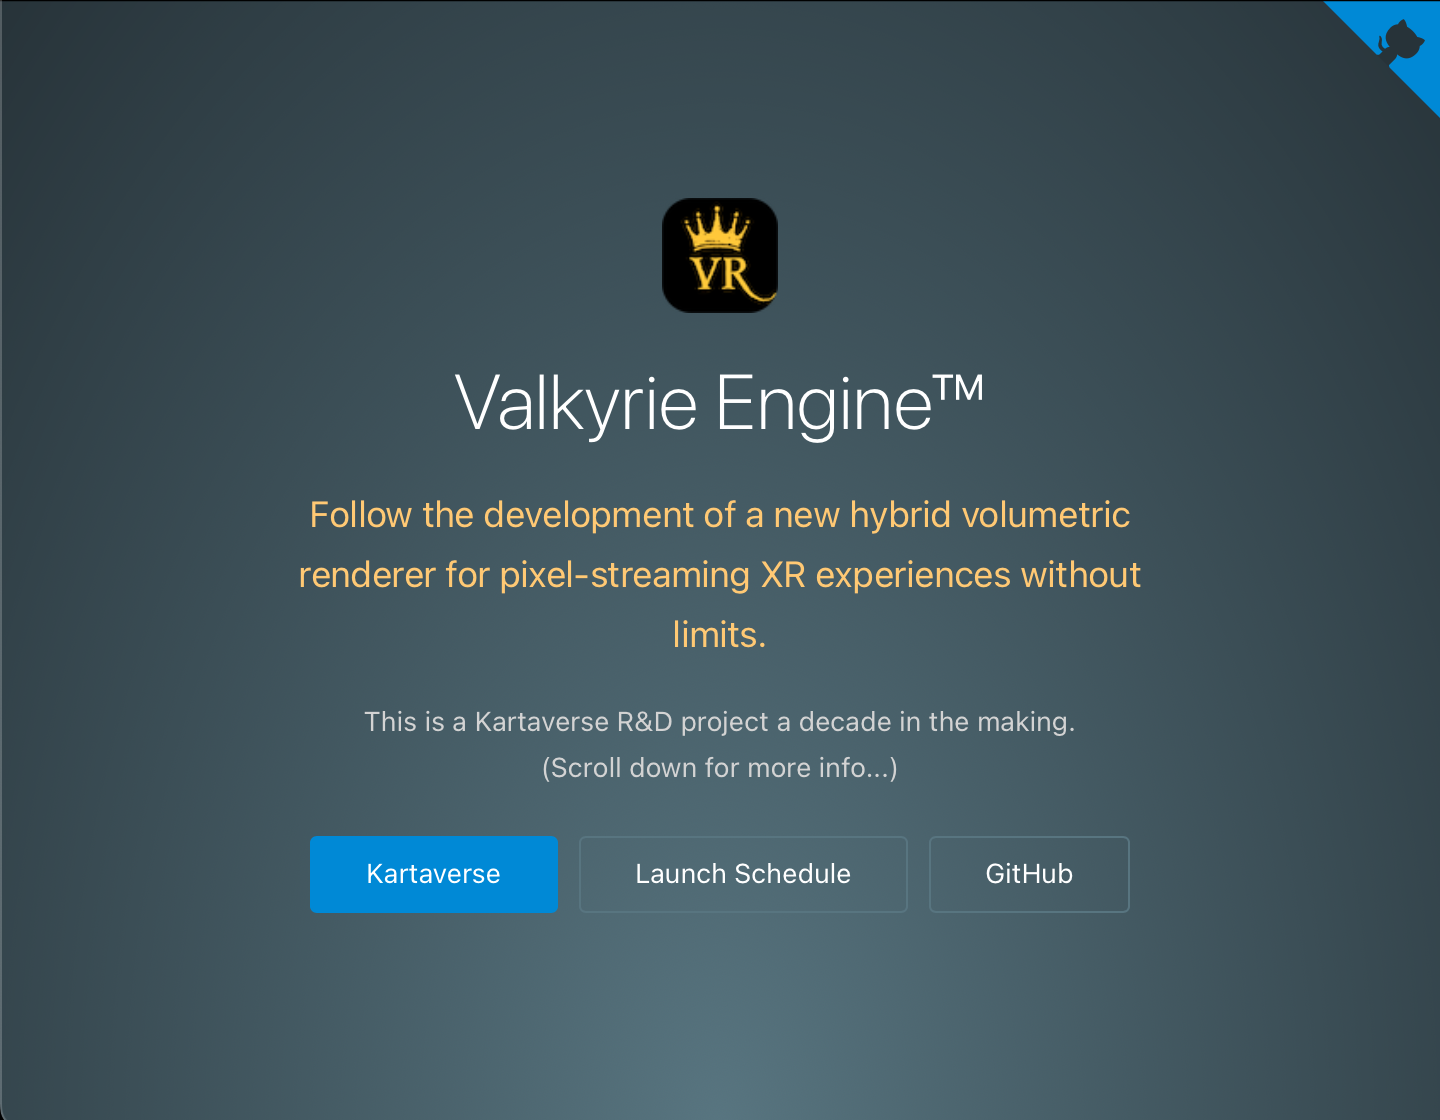 VR
Valkyrie Engine™
Follow the development of a new hybrid volumetric
renderer for pixel-streaming XR experiences without
limits.
This is a Kartaverse R&D project a decade in the making.
(Scroll down for more info...)
Kartaverse
Launch Schedule
GitHub